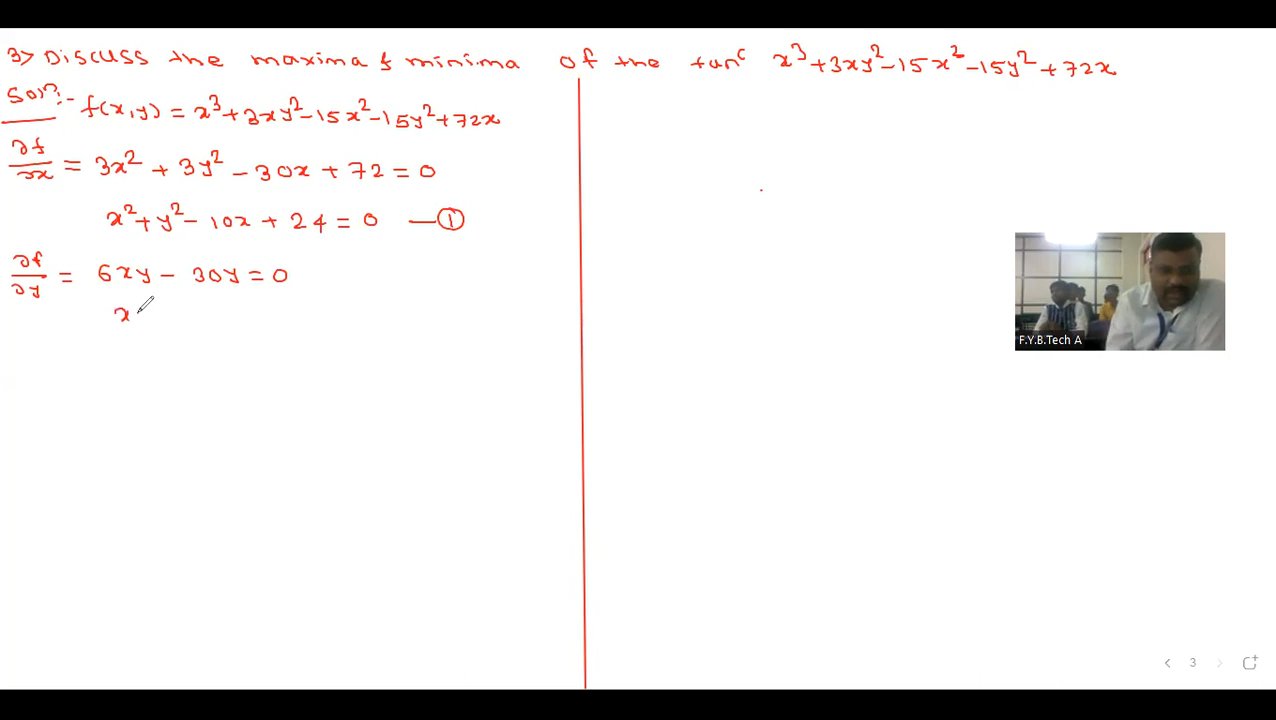 3> Discuss the maxima & minima of the funᶜ x³+3xy²-15x²-15y²+72x
Solⁿ:- f(x,y) = x³+3xy²-15x²-15y²+72x
∂f/∂x = 3x² + 3y² - 30x + 72 = 0
x²+y²- 10x + 24 = 0 —①
∂f/∂y = 6xy - 30y = 0
x
F.Y.B.Tech A
3